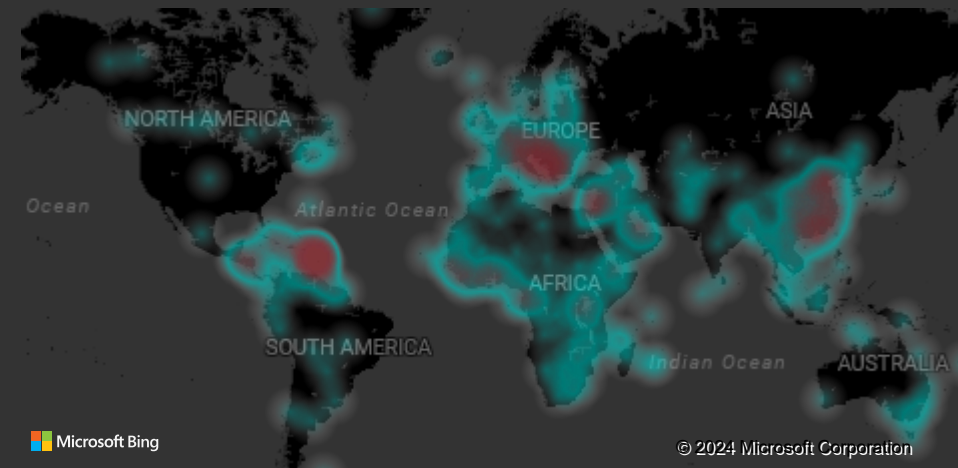 NORTH AMERICA
ASIA
EUROPE
Ocean
Atlantic Ocean
AFRICA
SOUTH AMERICA
Indian Ocean
AUSTRALIA
Microsoft Bing
© 2024 Microsoft Corporation